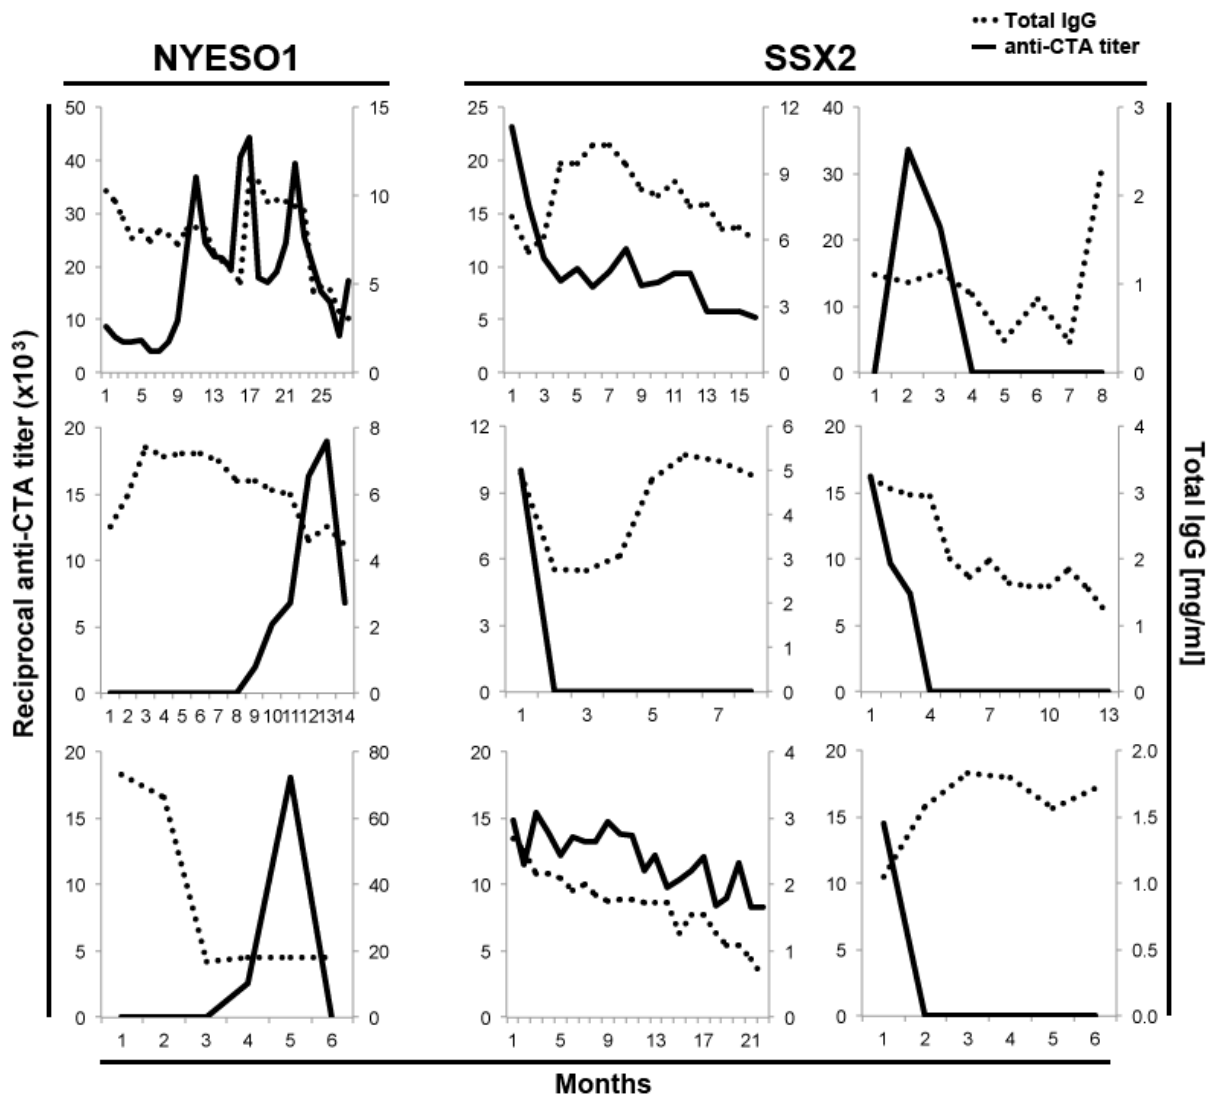 Total IgG
anti-CTA titer
NYESO1
SSX2
Reciprocal anti-CTA titer (x10³)
Total IgG [mg/ml]
50 40 30 20 10 0
15 10 5 0
1 5 9 13 17 21 25
25 20 15 10 5 0
12 9 6 3 0
1 3 5 7 9 11 13 15
40 30 20 10 0
3 2 1 0
1 2 3 4 5 6 7 8
20 15 10 5 0
8 6 4 2 0
1 2 3 4 5 6 7 8 9 10 11 12 13 14
12 9 6 3 0
6 5 4 3 2 1 0
1 3 5 7
20 15 10 5 0
4 3 2 1 0
1 4 7 10 13
20 15 10 5 0
80 60 40 20 0
1 2 3 4 5 6
20 15 10 5 0
4 3 2 1 0
1 5 9 13 17 21
20 15 10 5 0
2.0 1.5 1.0 0.5 0.0
1 2 3 4 5 6
Months